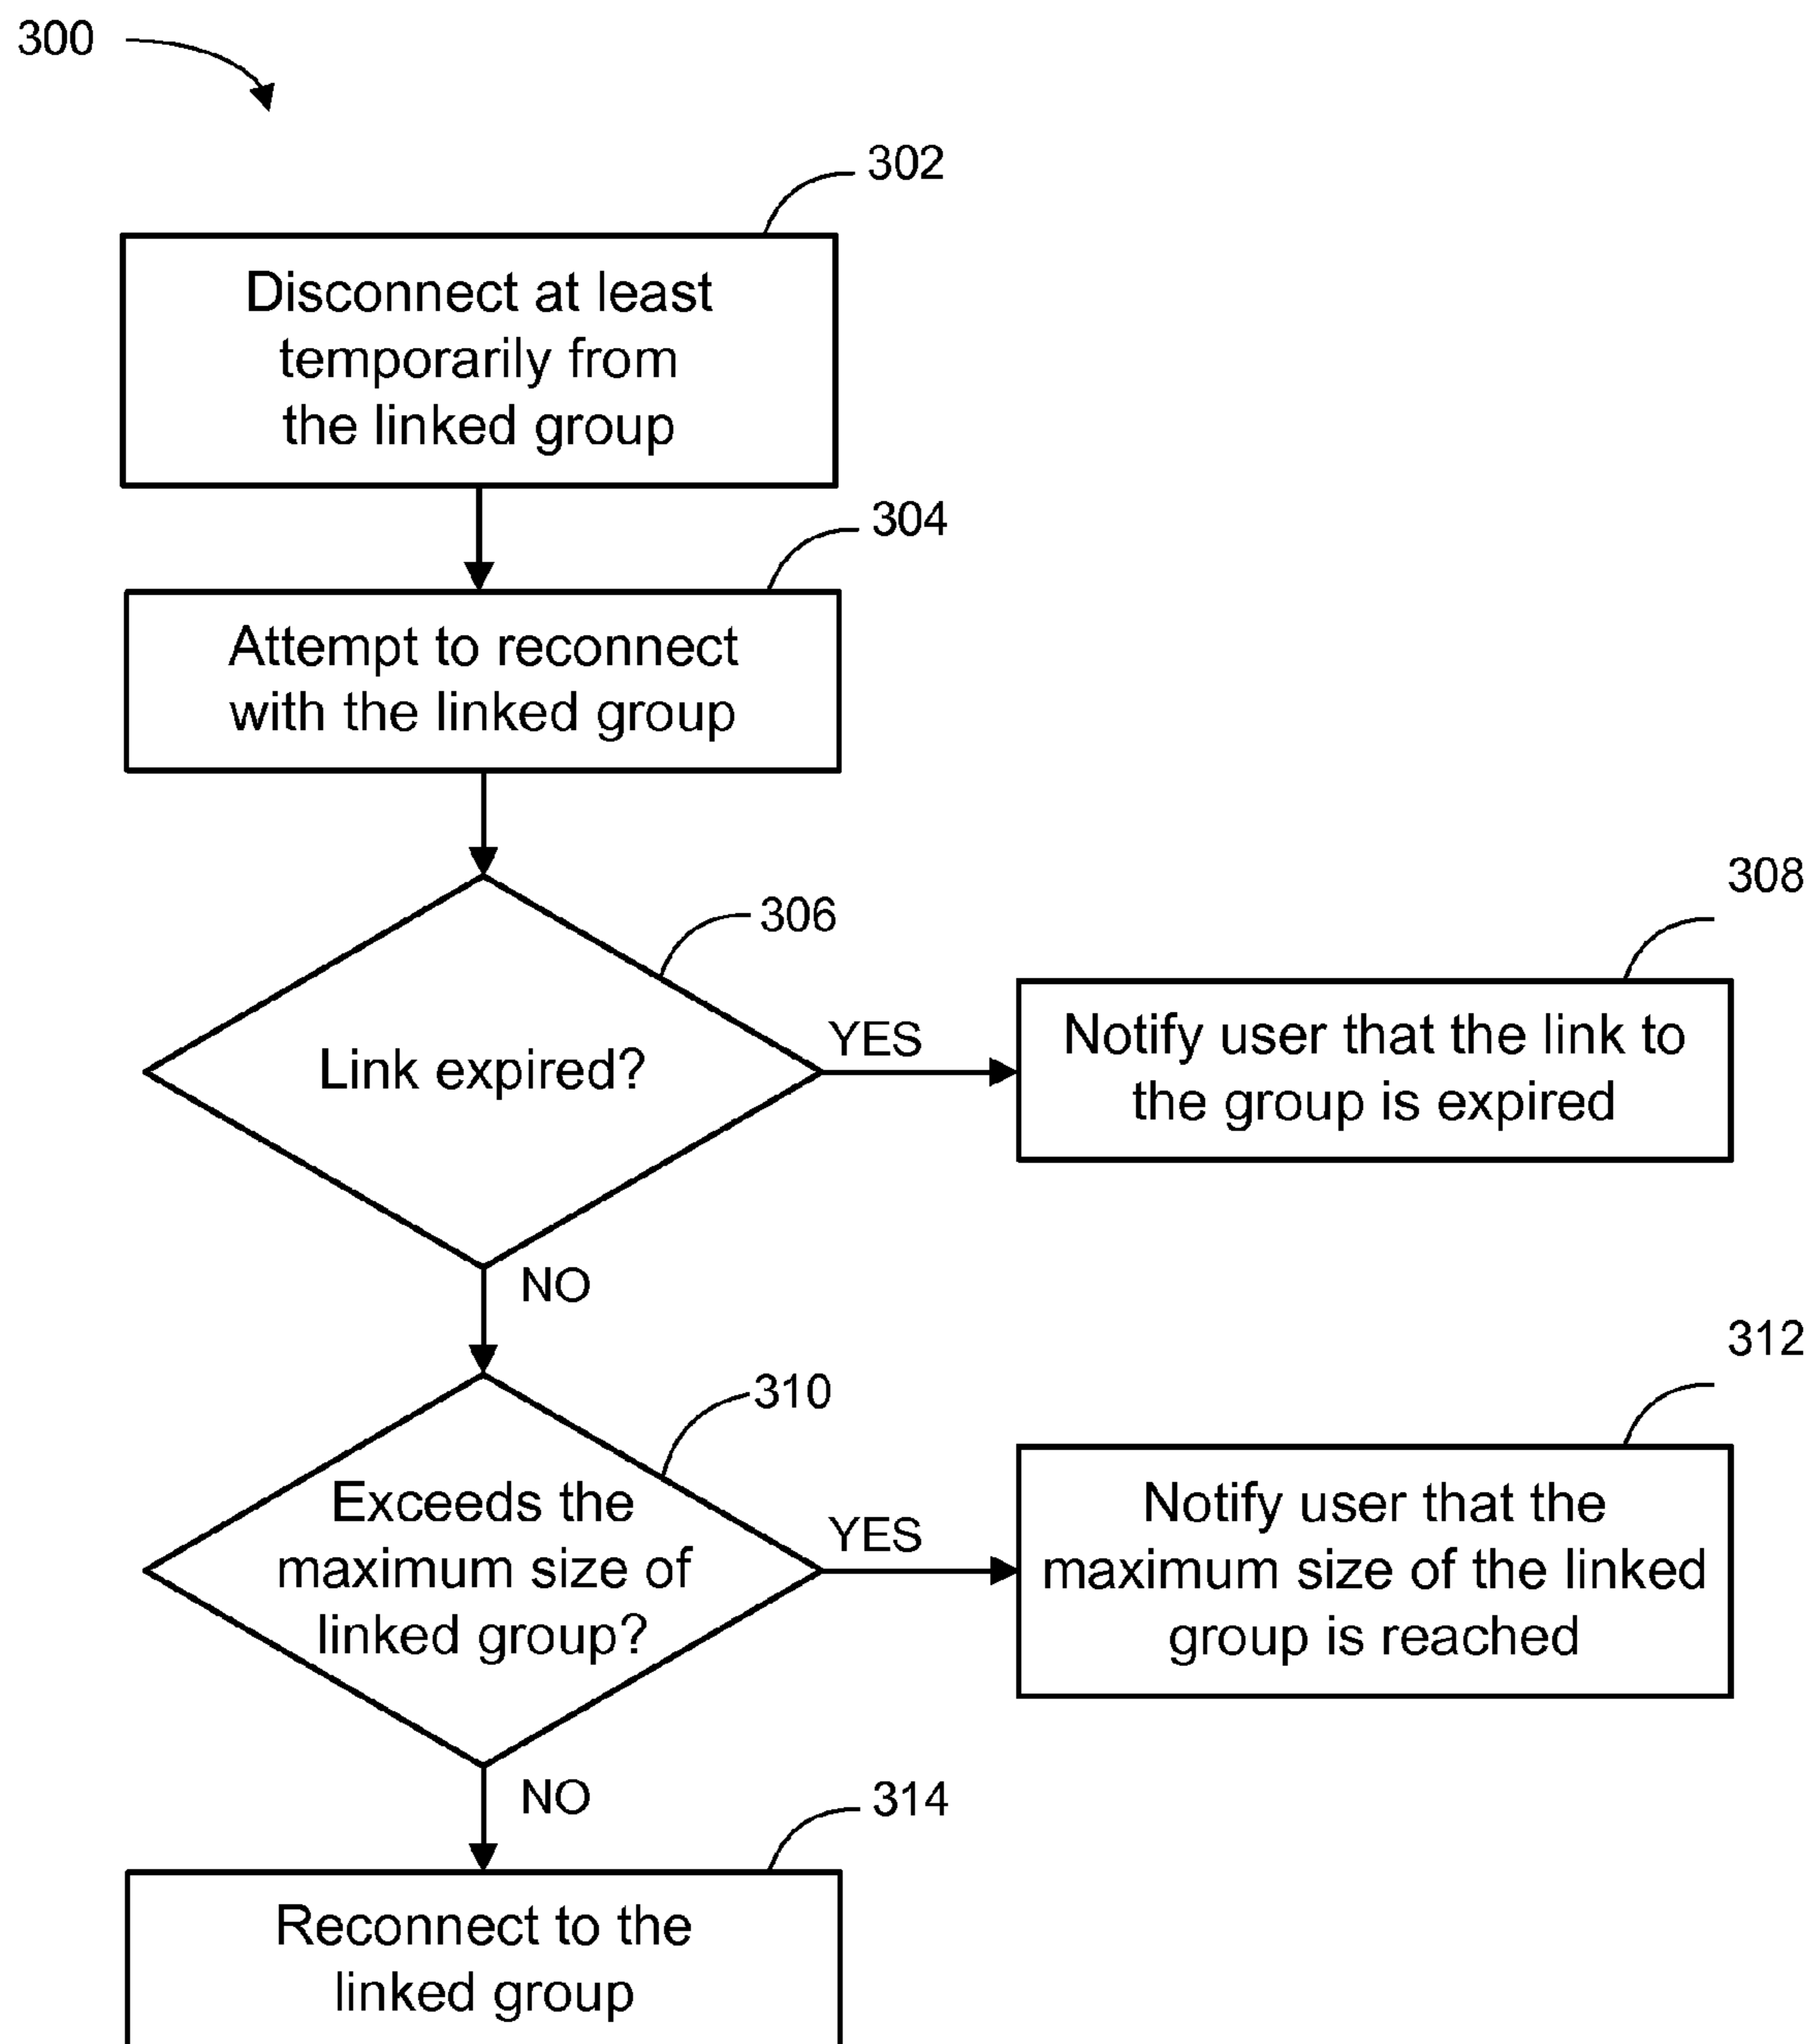 300
302
Disconnect at least
temporarily from
the linked group
304
Attempt to reconnect
with the linked group
306
Link expired?
YES
308
Notify user that the link to
the group is expired
NO
310
Exceeds the
maximum size of
linked group?
YES
312
Notify user that the
maximum size of the linked
group is reached
NO
314
Reconnect to the
linked group